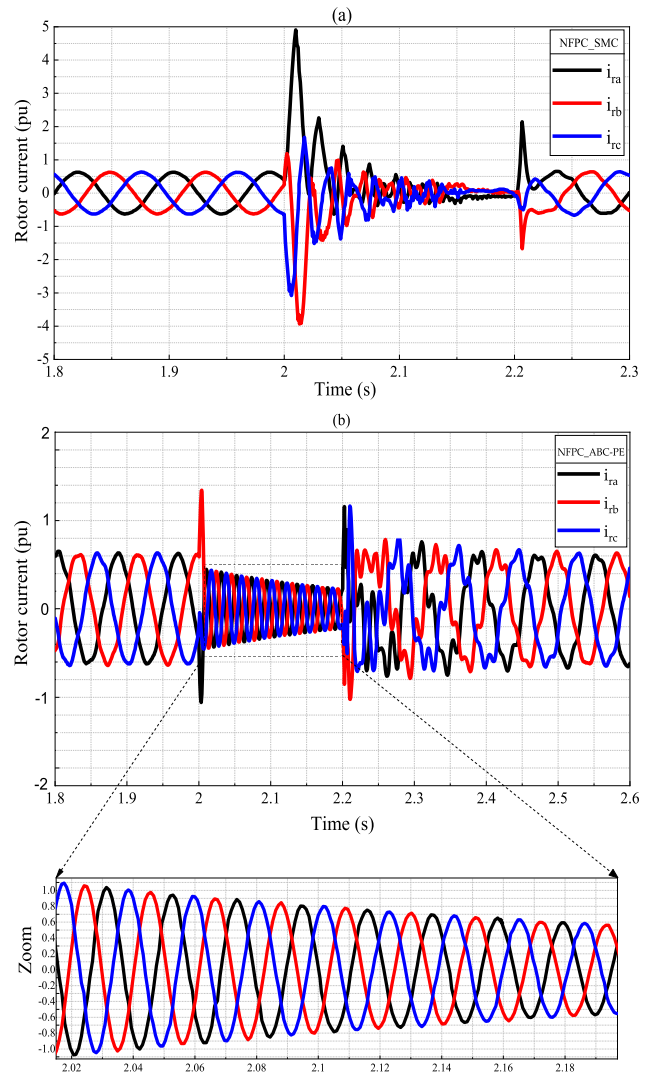 (a)
NFPC_SMC
i_ra
i_rb
i_rc
Rotor current (pu)
5
4
3
2
1
0
-1
-2
-3
-4
-5
1.8 1.9 2 2.1 2.2 2.3
Time (s)
(b)
NFPC_ABC-PE
i_ra
i_rb
i_rc
Rotor current (pu)
2
1
0
-1
-2
1.8 1.9 2 2.1 2.2 2.3 2.4 2.5 2.6
Time (s)
Zoom
1.0
0.8
0.6
0.4
0.2
0.0
-0.4
-0.6
-0.8
-1.0
2.02 2.04 2.06 2.08 2.1 2.12 2.14 2.16 2.18